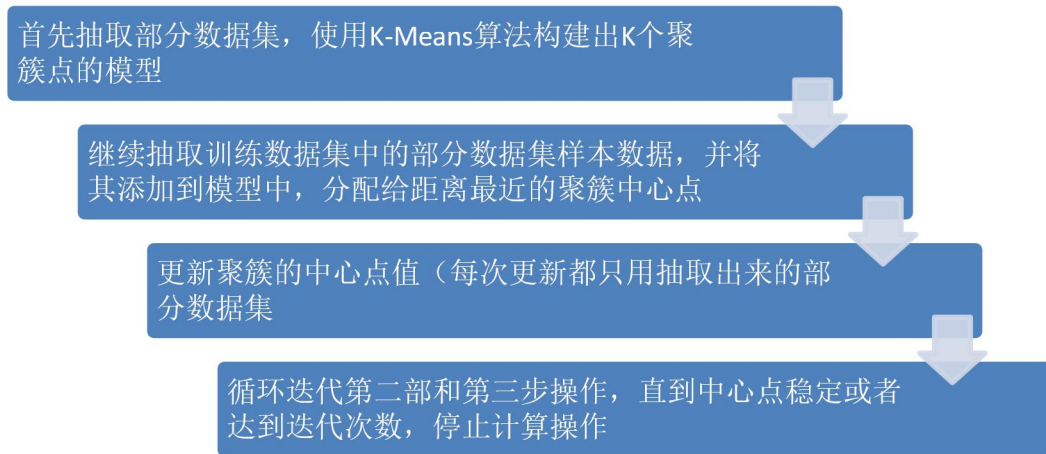 首先抽取部分数据集，使用K-Means算法构建出K个聚
簇点的模型
继续抽取训练数据集中的部分数据集样本数据，并将
其添加到模型中，分配给距离最近的聚簇中心点
更新聚簇的中心点值（每次更新都只用抽取出来的部
分数据集
循环迭代第二部和第三步操作，直到中心点稳定或者
达到迭代次数，停止计算操作